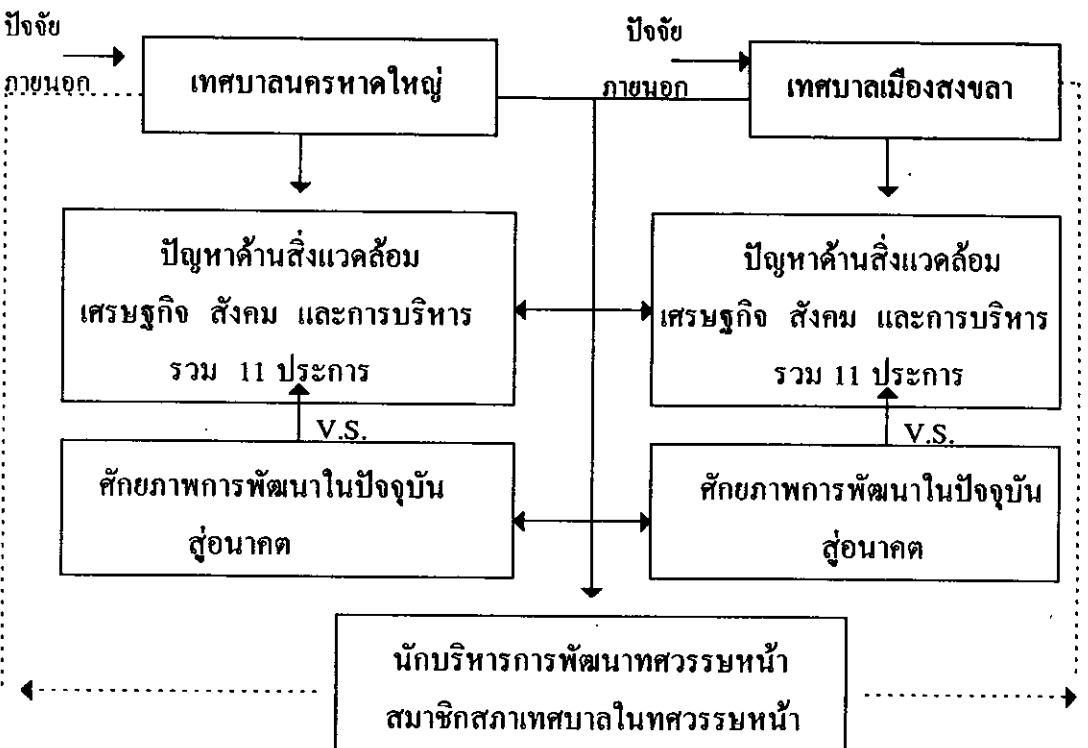 ปัจจัย
ภายนอก
เทศบาลนครหาดใหญ่
ปัจจัย
ภายนอก
เทศบาลเมืองสงขลา
ปัญหาด้านสิ่งแวดล้อม
เศรษฐกิจ สังคม และการบริหาร
รวม 11 ประการ
ปัญหาด้านสิ่งแวดล้อม
เศรษฐกิจ สังคม และการบริหาร
รวม 11 ประการ
V.S.
V.S.
ศักยภาพการพัฒนาในปัจจุบัน
สู่อนาคต
ศักยภาพการพัฒนาในปัจจุบัน
สู่อนาคต
นักบริหารการพัฒนาทศวรรษหน้า
สมาชิกสภาเทศบาลในทศวรรษหน้า